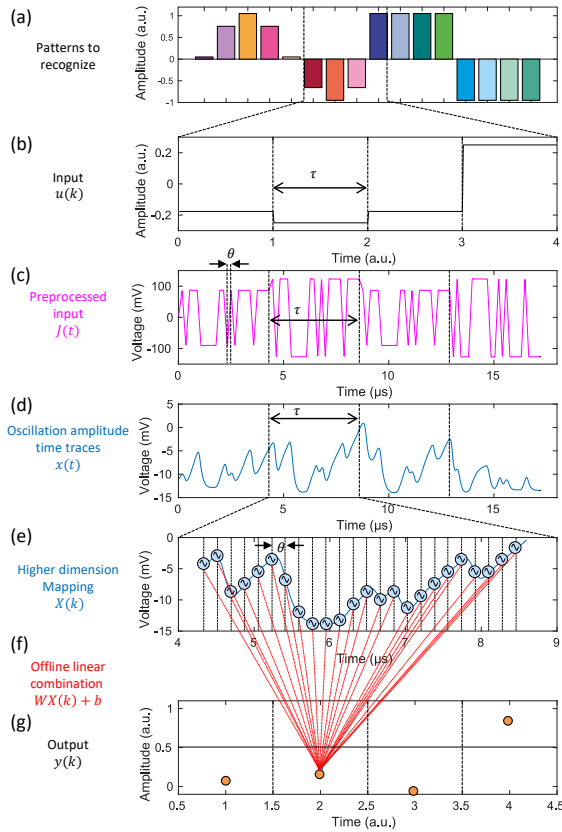 (a)
Patterns to
recognize
Amplitude (a.u.)
1
0.5
0
-0.5
-1
(b)
Input
u(k)
Amplitude (a.u.)
0.2
0
-0.2
τ
0 1 2 3 4
Time (a.u.)
(c)
θ
Preprocessed
input
J(t)
Voltage (mV)
100
0
-100
τ
0 5 10 15
Time (µs)
(d)
Oscillation amplitude
time traces
x(t)
Voltage (mV)
0
-5
-10
-15
τ
0 5 10 15
Time (µs)
(e)
Higher dimension
Mapping
X(k)
Voltage (mV)
0
-5
-10
-15
θ
4 5 6 7 8 9
Time (µs)
(f)
Offline linear
combination
WX(k) + b
(g)
Output
y(k)
Amplitude (a.u.)
1
0.5
0
0.5 1 1.5 2 2.5 3 3.5 4 4.5
Time (a.u.)